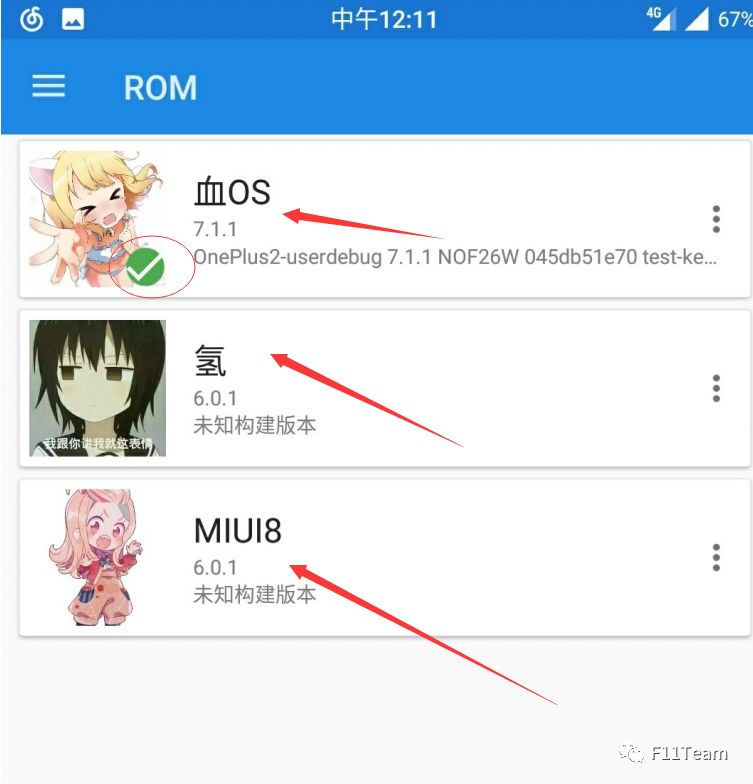 中午12:11
4G
67%
ROM
血OS
7.1.1
OnePlus2-userdebug 7.1.1 NOF26W 045db51e70 test-ke...
氢
6.0.1
未知构建版本
我跟你讲我就这表情
MIUI8
6.0.1
未知构建版本
F11Team